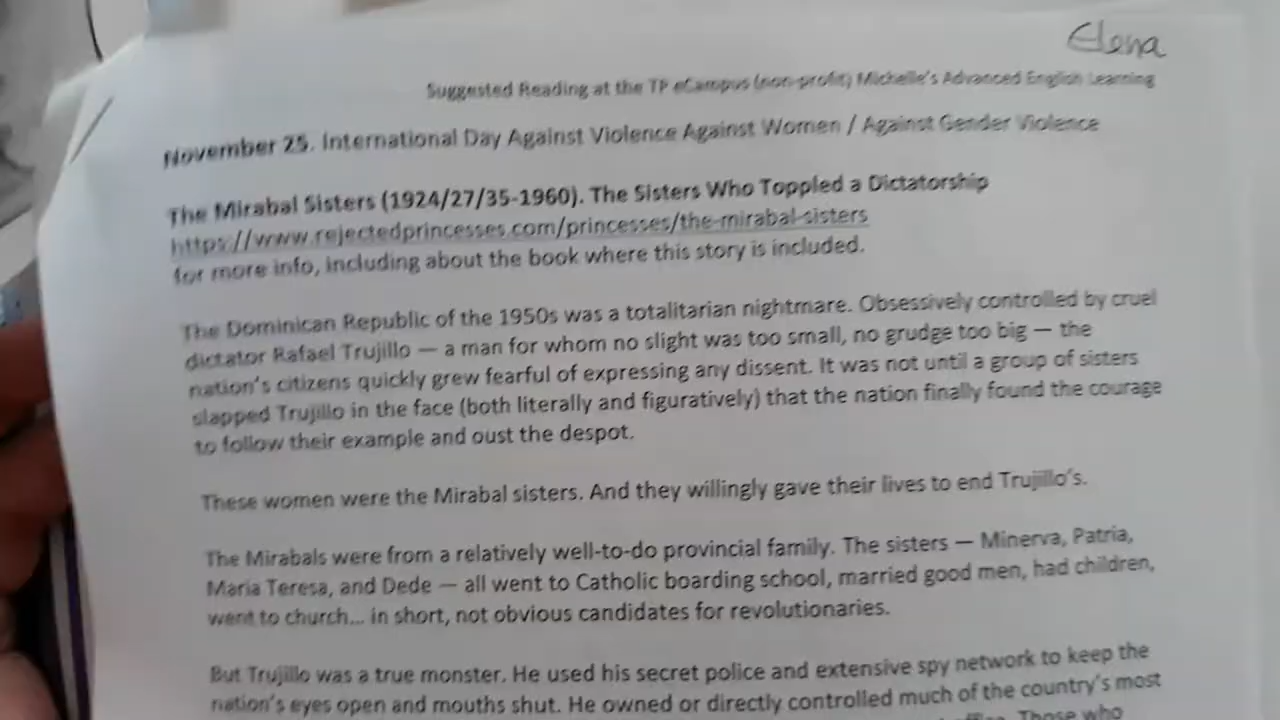 Elena
Suggested Reading at the TP eCampus (non-profit) Michelle's Advanced English Learning
November 25. International Day Against Violence Against Women / Against Gender Violence
The Mirabal Sisters (1924/27/35-1960). The Sisters Who Toppled a Dictatorship
https://www.rejectedprincesses.com/princesses/the-mirabal-sisters
for more info, including about the book where this story is included.
The Dominican Republic of the 1950s was a totalitarian nightmare. Obsessively controlled by cruel
dictator Rafael Trujillo — a man for whom no slight was too small, no grudge too big — the
nation's citizens quickly grew fearful of expressing any dissent. It was not until a group of sisters
slapped Trujillo in the face (both literally and figuratively) that the nation finally found the courage
to follow their example and oust the despot.
These women were the Mirabal sisters. And they willingly gave their lives to end Trujillo's.
The Mirabals were from a relatively well-to-do provincial family. The sisters — Minerva, Patria,
Maria Teresa, and Dede — all went to Catholic boarding school, married good men, had children,
went to church... in short, not obvious candidates for revolutionaries.
But Trujillo was a true monster. He used his secret police and extensive spy network to keep the
nation's eyes open and mouths shut. He owned or directly controlled much of the country's most
Those who